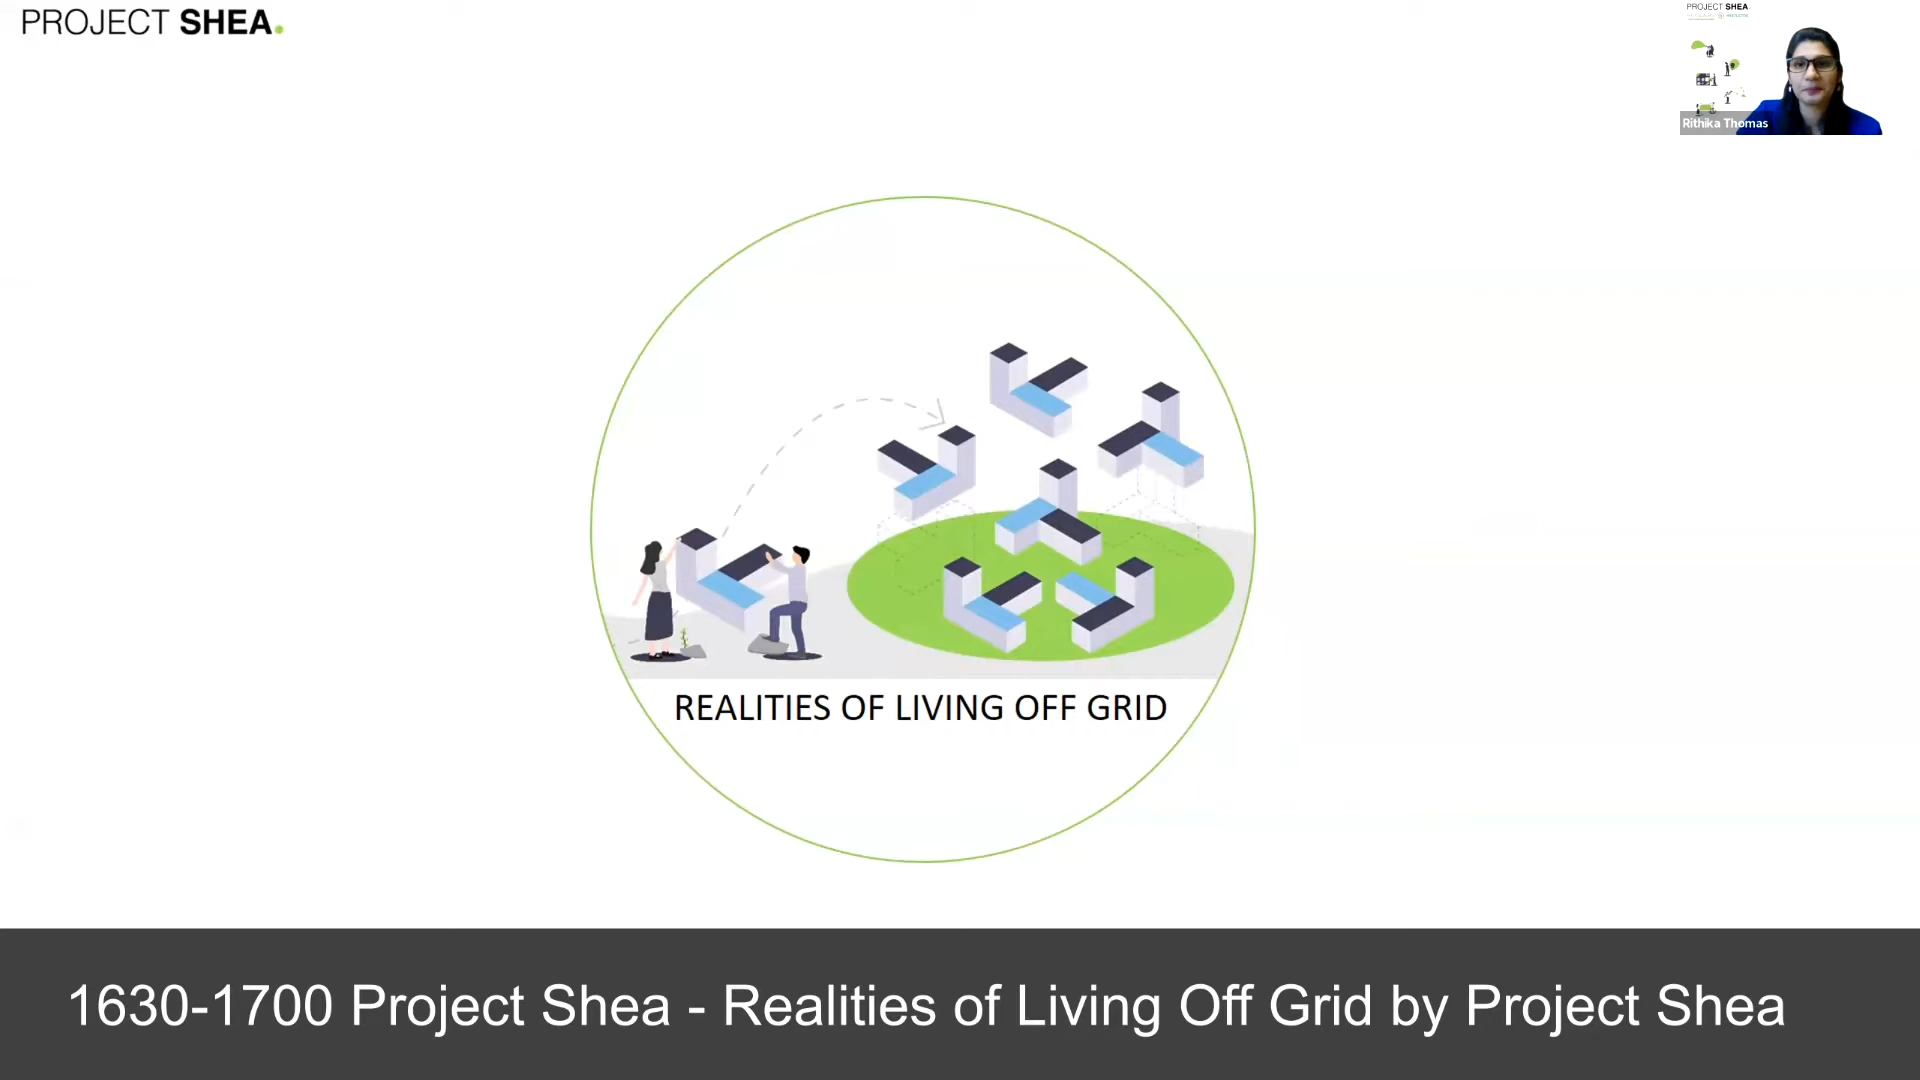 PROJECT SHEA.
PROJECT SHEA
Rithika Thomas
REALITIES OF LIVING OFF GRID
1630-1700 Project Shea - Realities of Living Off Grid by Project Shea